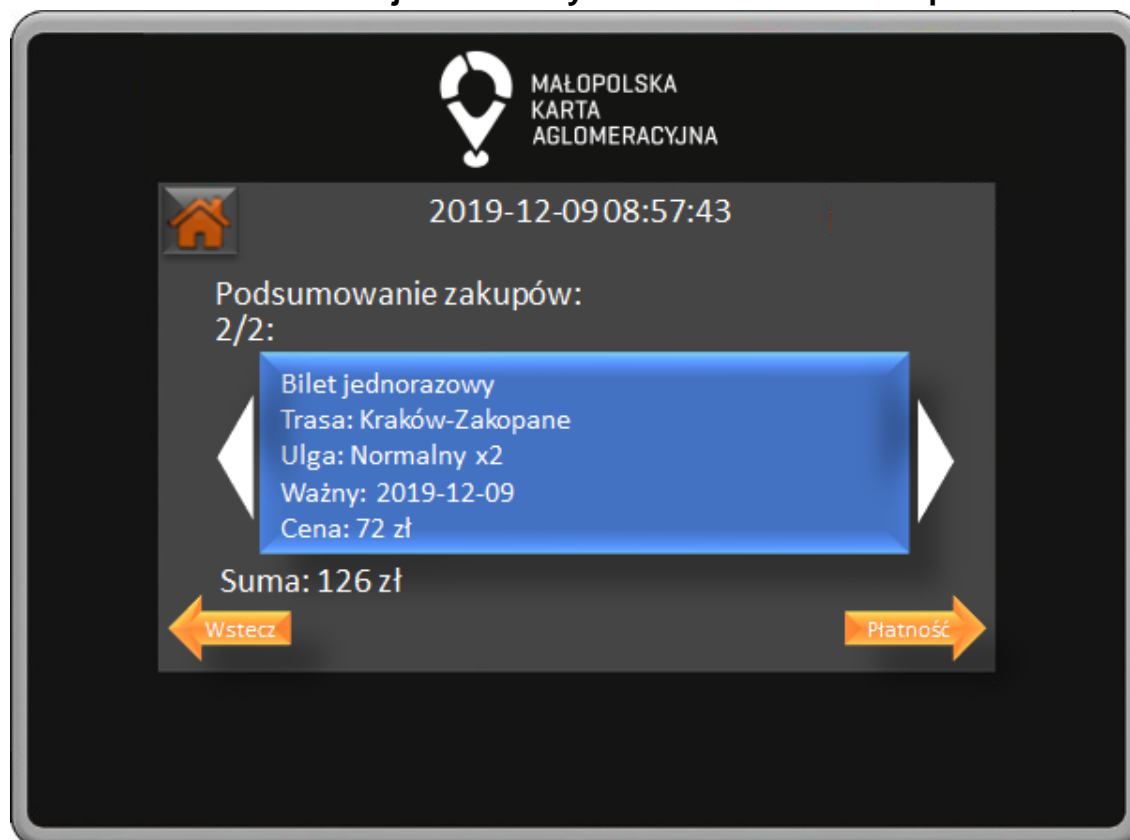 MAŁOPOLSKA
KARTA
AGLOMERACYJNA
2019-12-09 08:57:43
Podsumowanie zakupów:
2/2:
Bilet jednorazowy
Trasa: Kraków-Zakopane
Ulga: Normalny x2
Ważny: 2019-12-09
Cena: 72 zł
Suma: 126 zł
Wstecz
Płatność